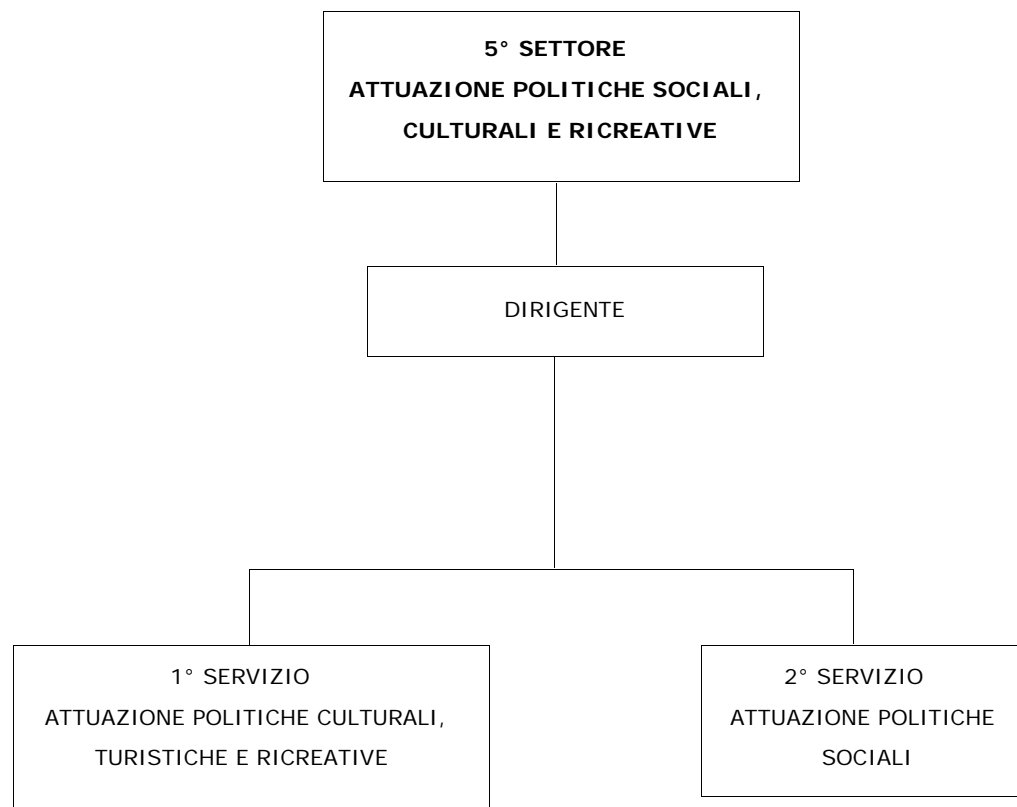 5° SETTORE
ATTUAZIONE POLITICHE SOCIALI,
CULTURALI E RICREATIVE
DIRIGENTE
1° SERVIZIO
ATTUAZIONE POLITICHE CULTURALI,
TURISTICHE E RICREATIVE
2° SERVIZIO
ATTUAZIONE POLITICHE
SOCIALI